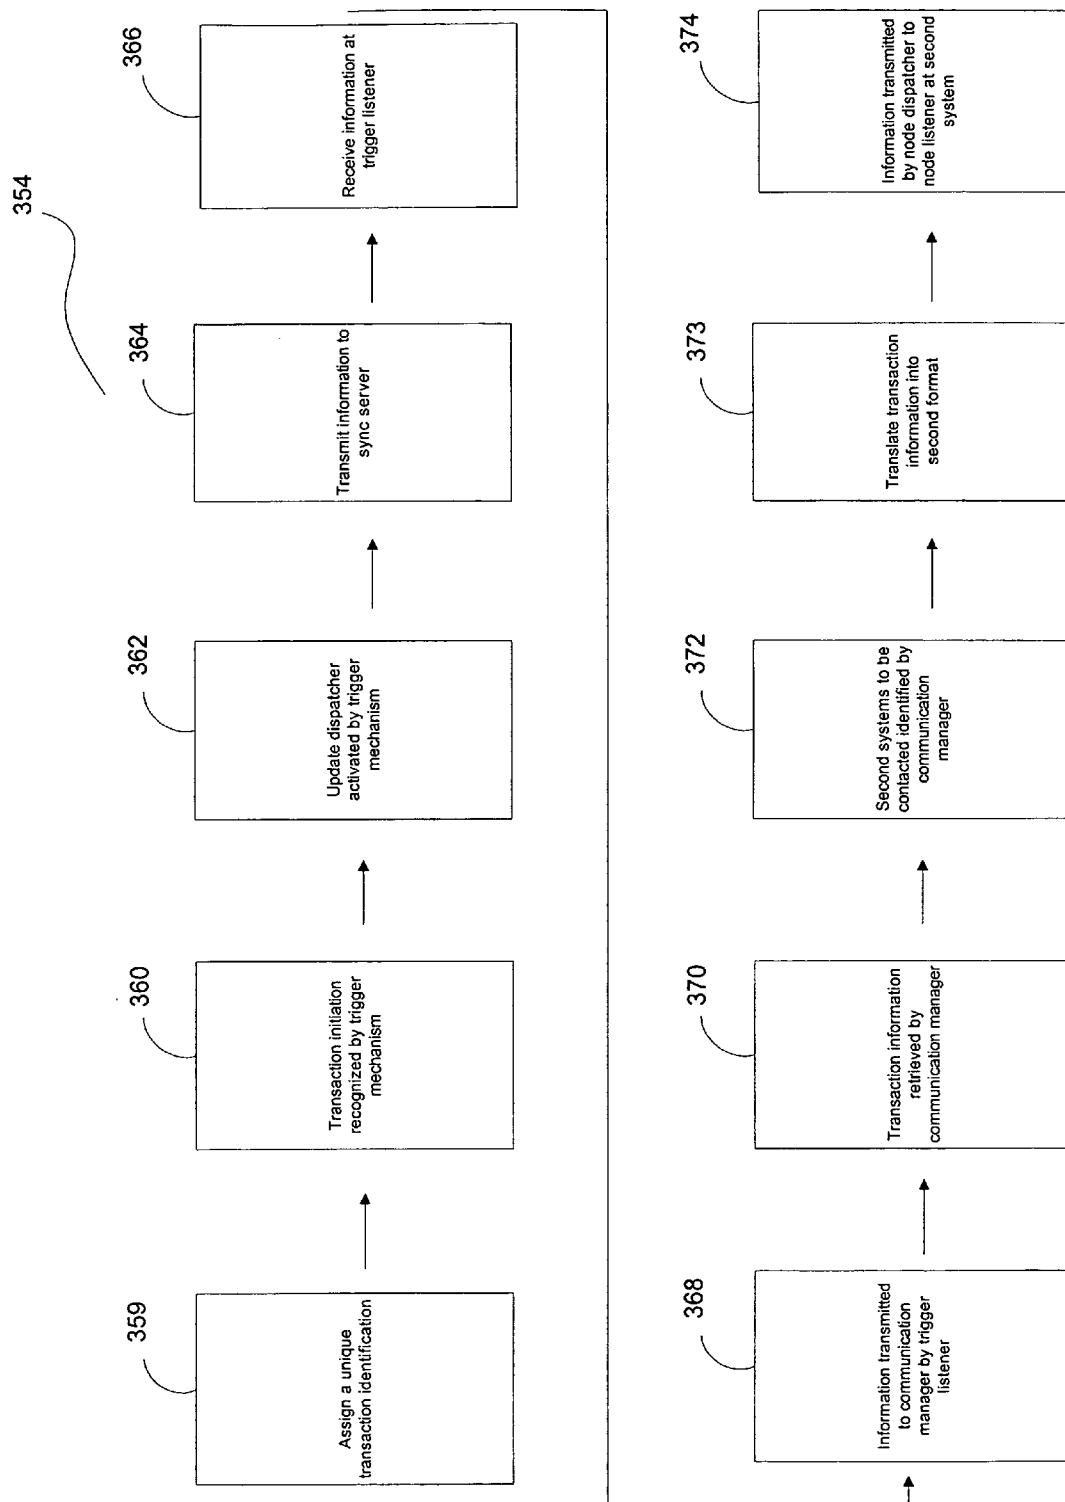 354
359
Assign a unique
transaction identification
360
Transaction initiation
recognized by trigger
mechanism
362
Update dispatcher
activated by trigger
mechanism
364
Transmit information to
sync server
366
Receive information at
trigger listener
368
Information transmitted
to communication
manager by trigger
listener
370
Transaction information
retrieved by
communication manager
372
Second systems to be
contacted identified by
communication
manager
373
Translate transaction
information into
second format
374
Information transmitted
by node dispatcher to
node listener at second
system